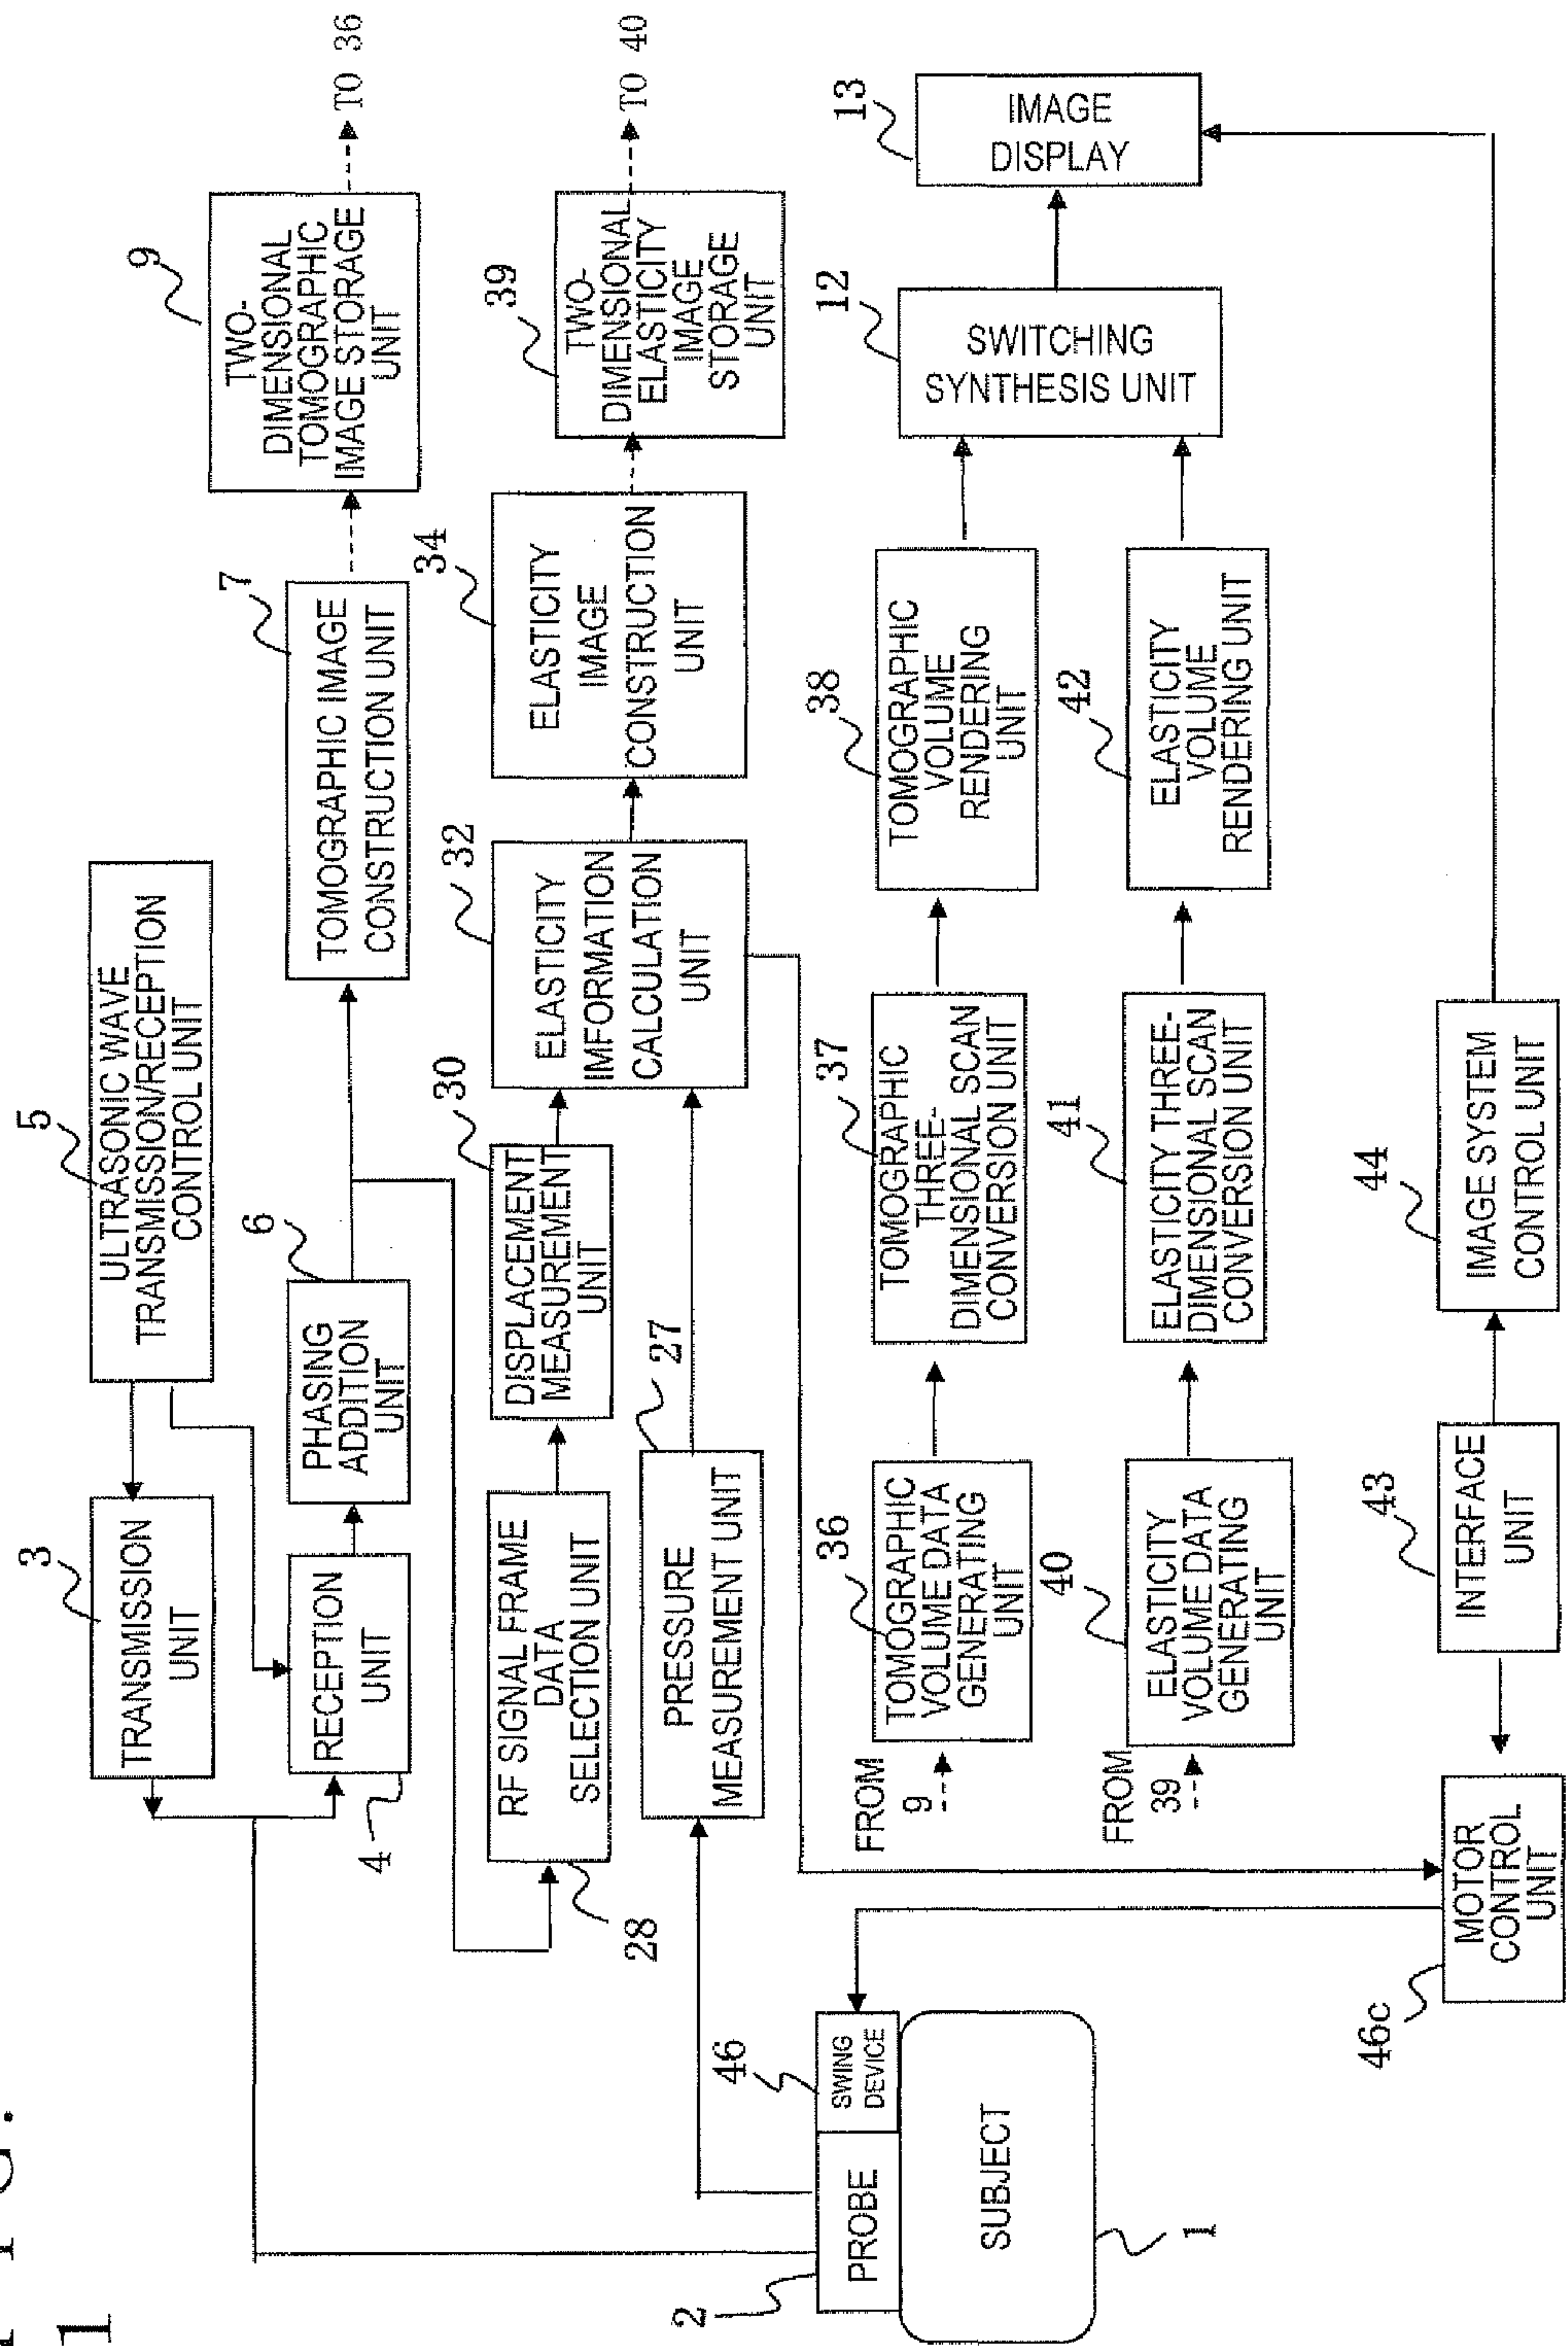 1
5
ULTRASONIC WAVE
TRANSMISSION/RECEPTION
CONTROL UNIT
3
TRANSMISSION
UNIT
RECEPTION
UNIT
4
6
PHASING
ADDITION
UNIT
7
TOMOGRAPHIC IMAGE
CONSTRUCTION UNIT
9
TWO-
DIMENSIONAL
TOMOGRAPHIC
IMAGE STORAGE
UNIT
TO 36
RF SIGNAL FRAME
DATA
SELECTION UNIT
28
30
DISPLACEMENT
MEASUREMENT
UNIT
32
ELASTICITY
IMFORMATION
CALCULATION
UNIT
34
ELASTICITY
IMAGE
CONSTRUCTION
UNIT
39
TWO-
DIMENSIONAL
ELASTICITY
IMAGE
STORAGE
UNIT
TO 40
27
PRESSURE
MEASUREMENT UNIT
2
PROBE
46
SWING
DEVICE
SUBJECT
1
FROM
9
36
TOMOGRAPHIC
VOLUME DATA
GENERATING
UNIT
37
TOMOGRAPHIC
THREE-
DIMENSIONAL SCAN
CONVERSION UNIT
38
TOMOGRAPHIC
VOLUME
RENDERING
UNIT
12
SWITCHING
SYNTHESIS UNIT
13
IMAGE
DISPLAY
FROM
39
40
ELASTICITY
VOLUME DATA
GENERATING
UNIT
41
ELASTICITY THREE-
DIMENSIONAL SCAN
CONVERSION UNIT
42
ELASTICITY
VOLUME
RENDERING UNIT
46c
MOTOR
CONTROL
UNIT
43
INTERFACE
UNIT
44
IMAGE SYSTEM
CONTROL UNIT